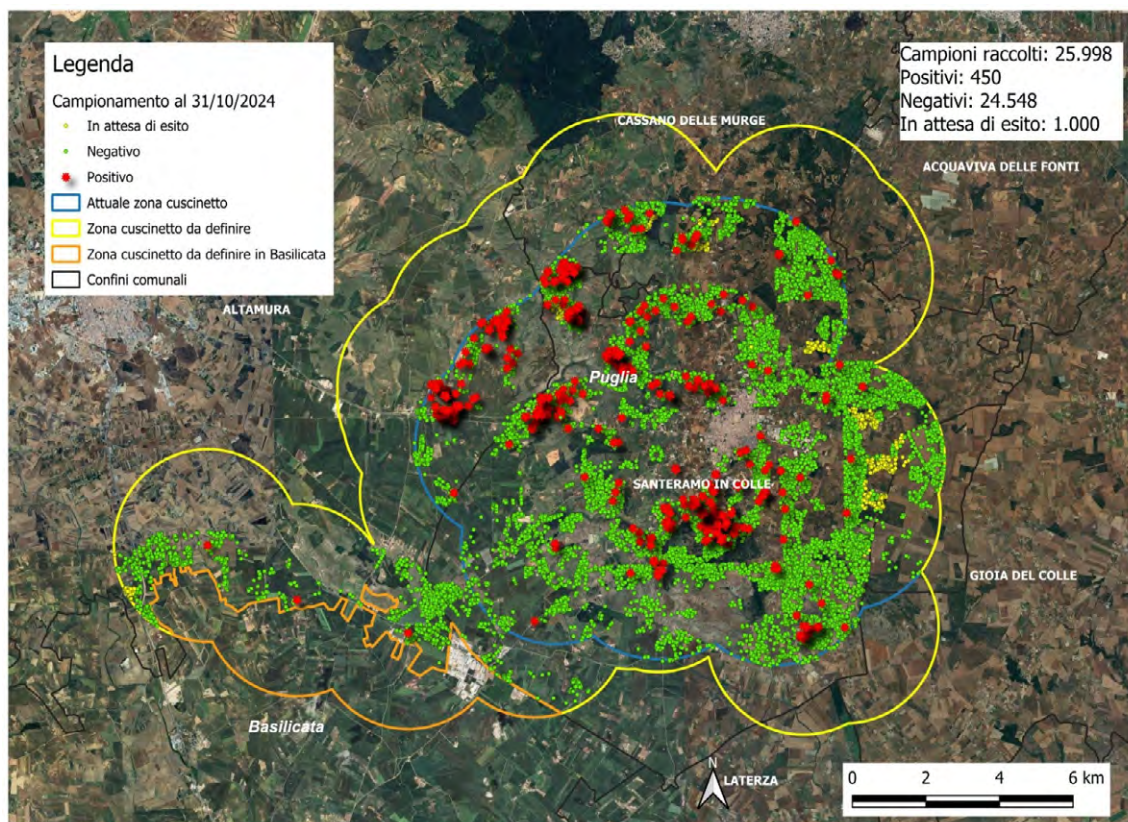 Legenda
Campionamento al 31/10/2024
In attesa di esito
Negativo
Positivo
Attuale zona cuscinetto
Zona cuscinetto da definire
Zona cuscinetto da definire in Basilicata
Confini comunali
Campioni raccolti: 25.998
Positivi: 450
Negativi: 24.548
In attesa di esito: 1.000
CASSANO DELLE MURGE
ACQUAVIVA DELLE FONTI
ALTAMURA
Puglia
SANTERAMO IN COLLE
GIOIA DEL COLLE
Basilicata
N
LATERZA
0 2 4 6 km